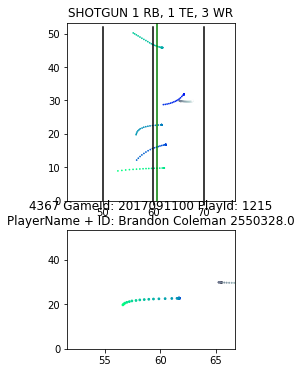 SHOTGUN 1 RB, 1 TE, 3 WR
50
40
30
20
10
0
50 60 70
4367 GameId: 2017091100 PlayId: 1215
PlayerName + ID: Brandon Coleman 2550328.0
40
20
0
55 60 65